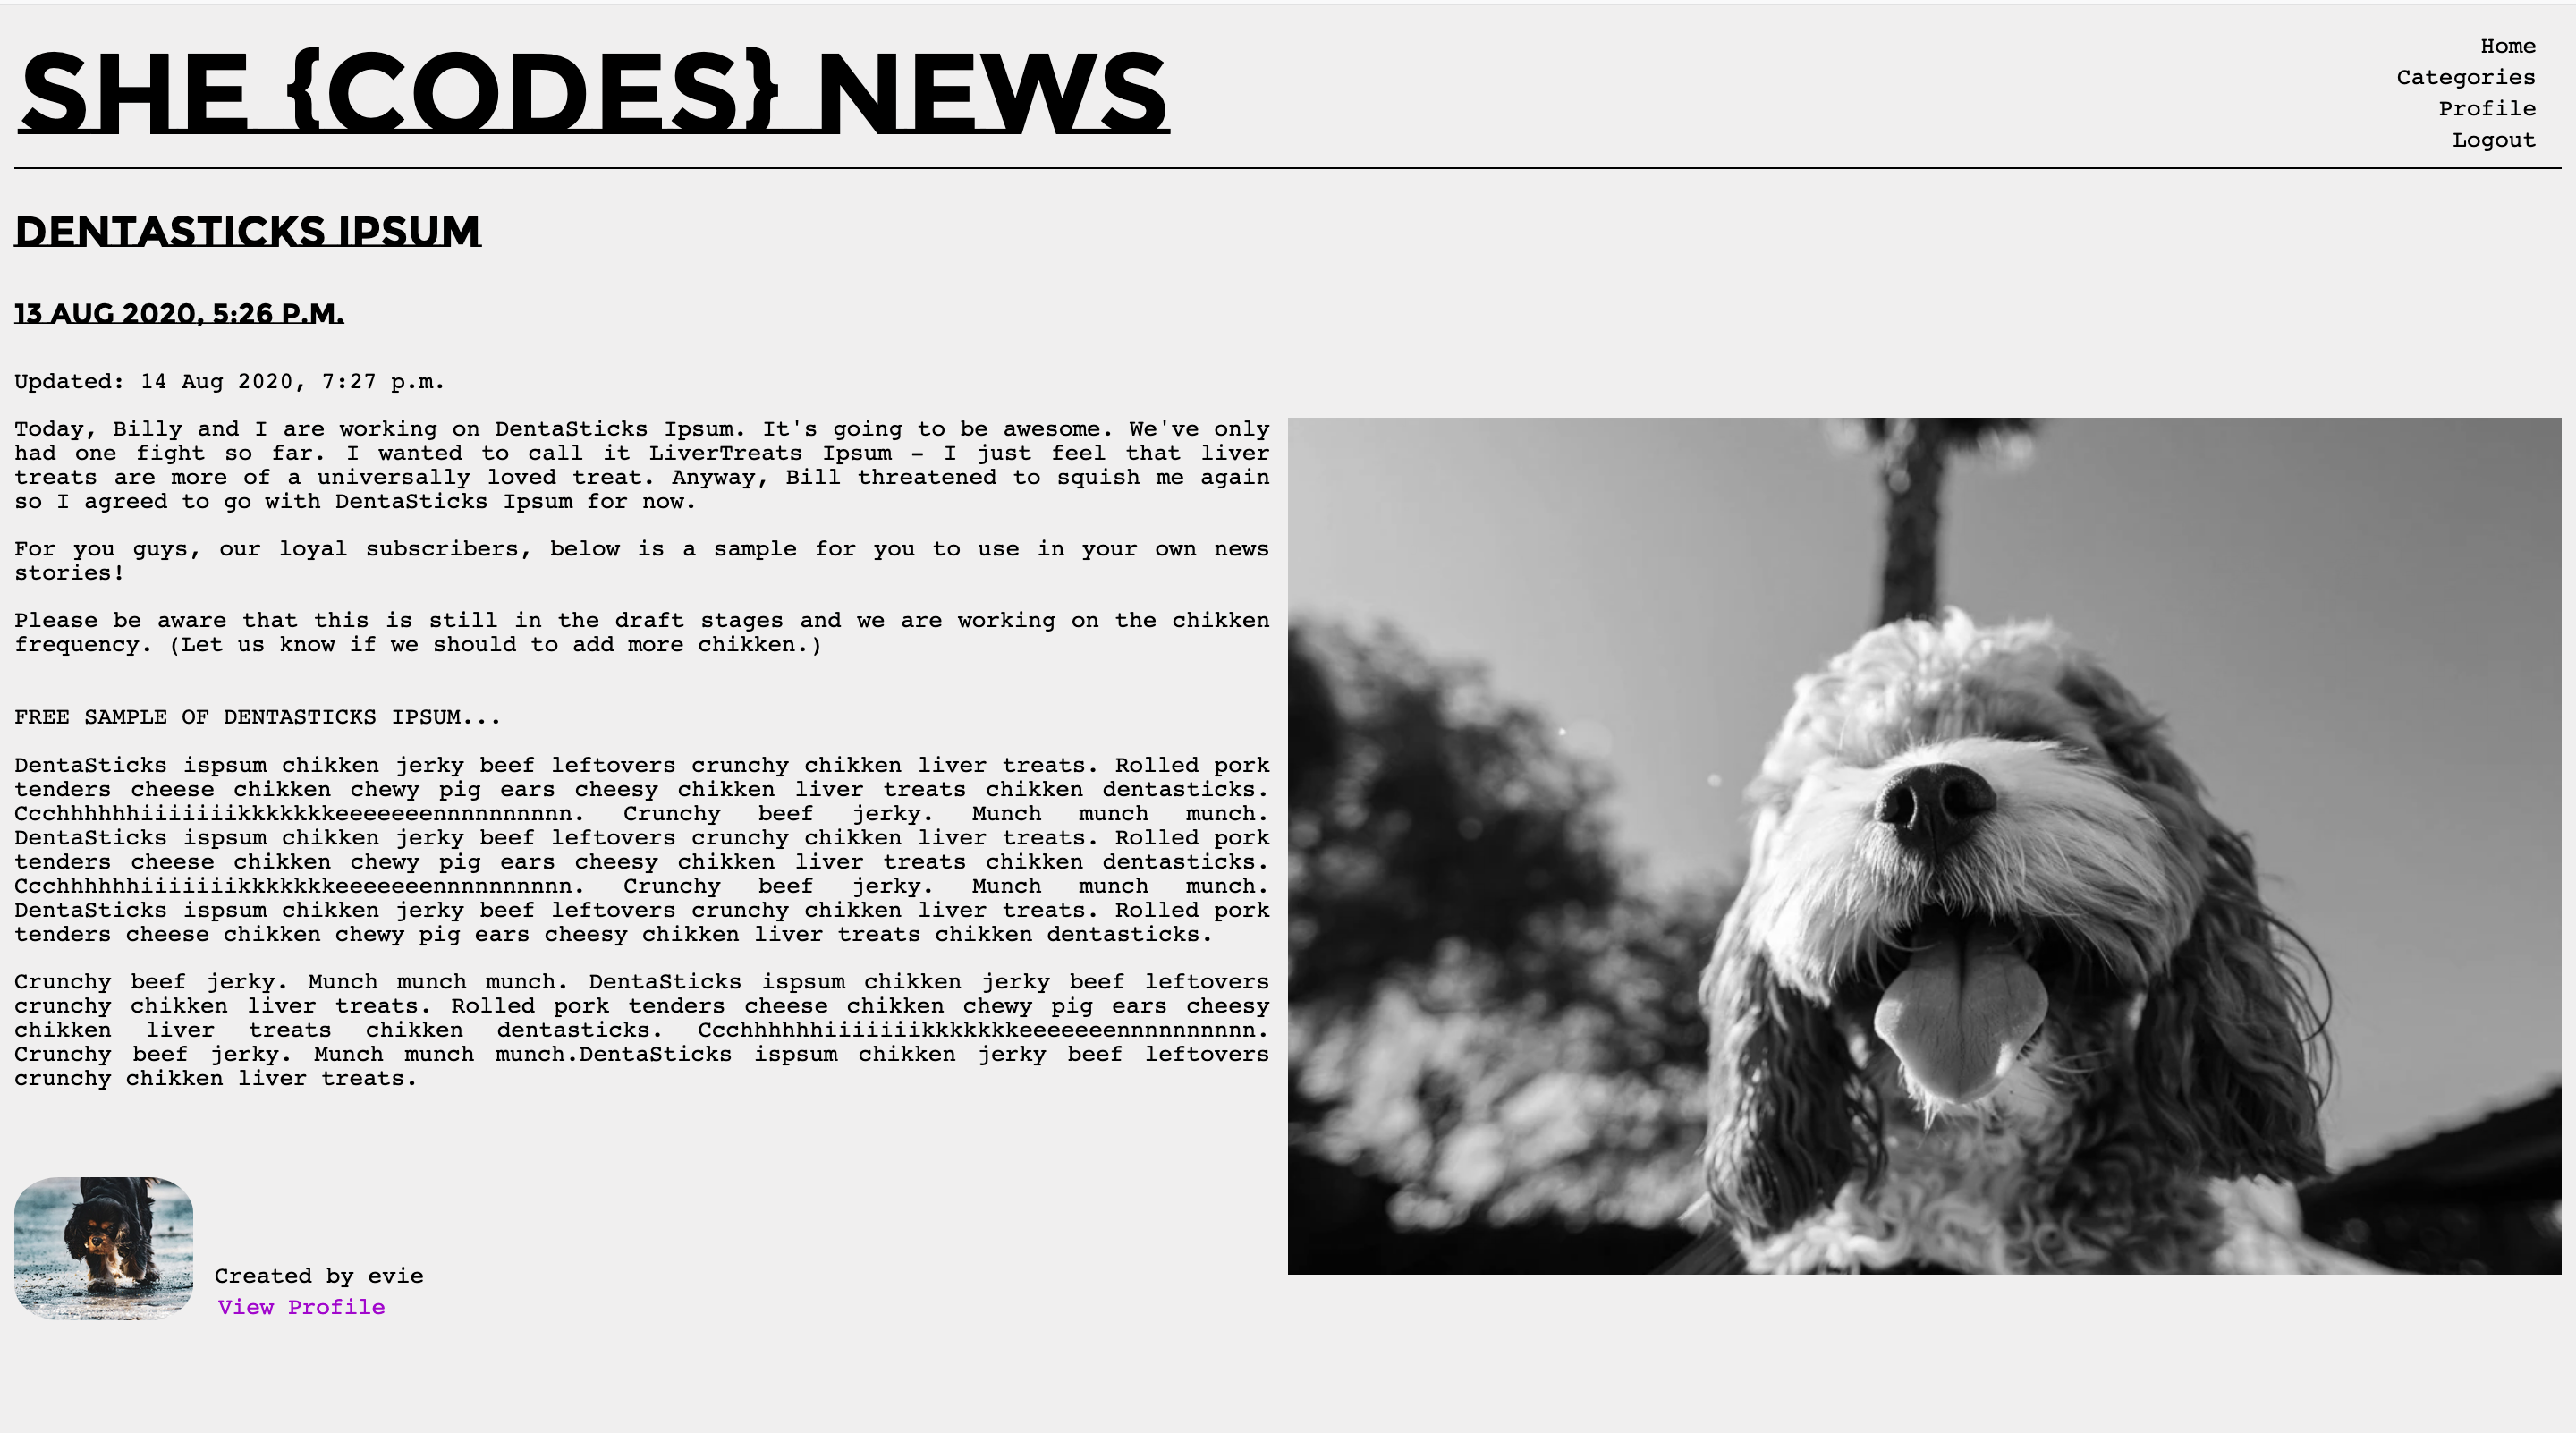 SHE {CODES} NEWS
Home
Categories
Profile
Logout
DENTASTICKS IPSUM
13 AUG 2020, 5:26 P.M.
Updated: 14 Aug 2020, 7:27 p.m.
Today, Billy and I are working on DentaSticks Ipsum. It's going to be awesome. We've only
had one fight so far. I wanted to call it LiverTreats Ipsum - I just feel that liver
treats are more of a universally loved treat. Anyway, Bill threatened to squish me again
so I agreed to go with DentaSticks Ipsum for now.
For you guys, our loyal subscribers, below is a sample for you to use in your own news
stories!
Please be aware that this is still in the draft stages and we are working on the chikken
frequency. (Let us know if we should to add more chikken.)
FREE SAMPLE OF DENTASTICKS IPSUM...
DentaSticks ispsum chikken jerky beef leftovers crunchy chikken liver treats. Rolled pork
tenders cheese chikken chewy pig ears cheesy chikken liver treats chikken dentasticks.
Ccchhhhhhiiiiiiikkkkkkkeeeeeeennnnnnnnnn. Crunchy beef jerky. Munch munch munch.
DentaSticks ispsum chikken jerky beef leftovers crunchy chikken liver treats. Rolled pork
tenders cheese chikken chewy pig ears cheesy chikken liver treats chikken dentasticks.
Ccchhhhhhiiiiiiikkkkkkkeeeeeeennnnnnnnnn. Crunchy beef jerky. Munch munch munch.
DentaSticks ispsum chikken jerky beef leftovers crunchy chikken liver treats. Rolled pork
tenders cheese chikken chewy pig ears cheesy chikken liver treats chikken dentasticks.
Crunchy beef jerky. Munch munch munch. DentaSticks ispsum chikken jerky beef leftovers
crunchy chikken liver treats. Rolled pork tenders cheese chikken chewy pig ears cheesy
chikken liver treats chikken dentasticks. Ccchhhhhhiiiiiiikkkkkkkeeeeeeennnnnnnnnn.
Crunchy beef jerky. Munch munch munch.DentaSticks ispsum chikken jerky beef leftovers
crunchy chikken liver treats.
Created by evie
View Profile